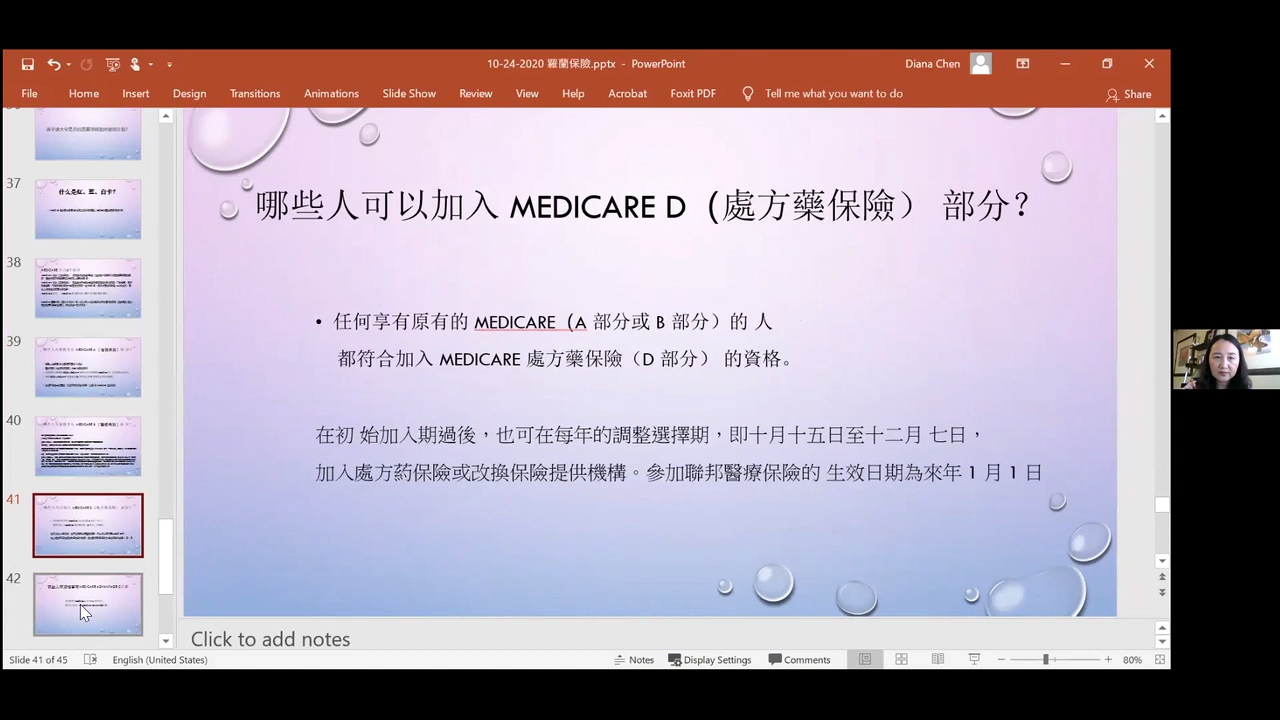 10-24-2020 羅蘭保險.pptx - PowerPoint
Diana Chen
File Home Insert Design Transitions Animations Slide Show Review View Help Acrobat Foxit PDF Tell me what you want to do Share
37
38
39
40
41
42
什么是红、蓝、白卡?
哪些人可以加入 MEDICARE D（處方藥保險） 部分？
• 任何享有原有的 MEDICARE（A 部分或 B 部分）的 人
都符合加入 MEDICARE 處方藥保險（D 部分） 的資格。
在初 始加入期過後，也可在每年的調整選擇期，即十月十五日至十二月 七日，
加入處方药保險或改換保險提供機構。參加聯邦醫療保險的 生效日期為來年 1 月 1 日
Click to add notes
Slide 41 of 45 English (United States) Notes Display Settings Comments 80%